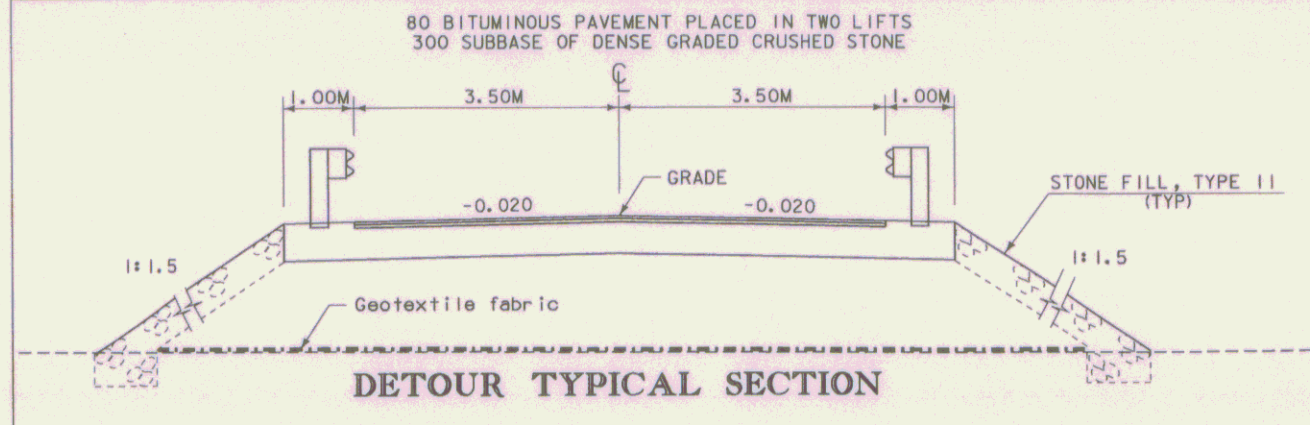 80 BITUMINOUS PAVEMENT PLACED IN TWO LIFTS
300 SUBBASE OF DENSE GRADED CRUSHED STONE
℄
1.00M 3.50M 3.50M 1.00M
GRADE
STONE FILL, TYPE II
(TYP)
-0.020 -0.020
1:1.5 1:1.5
Geotextile fabric
DETOUR TYPICAL SECTION